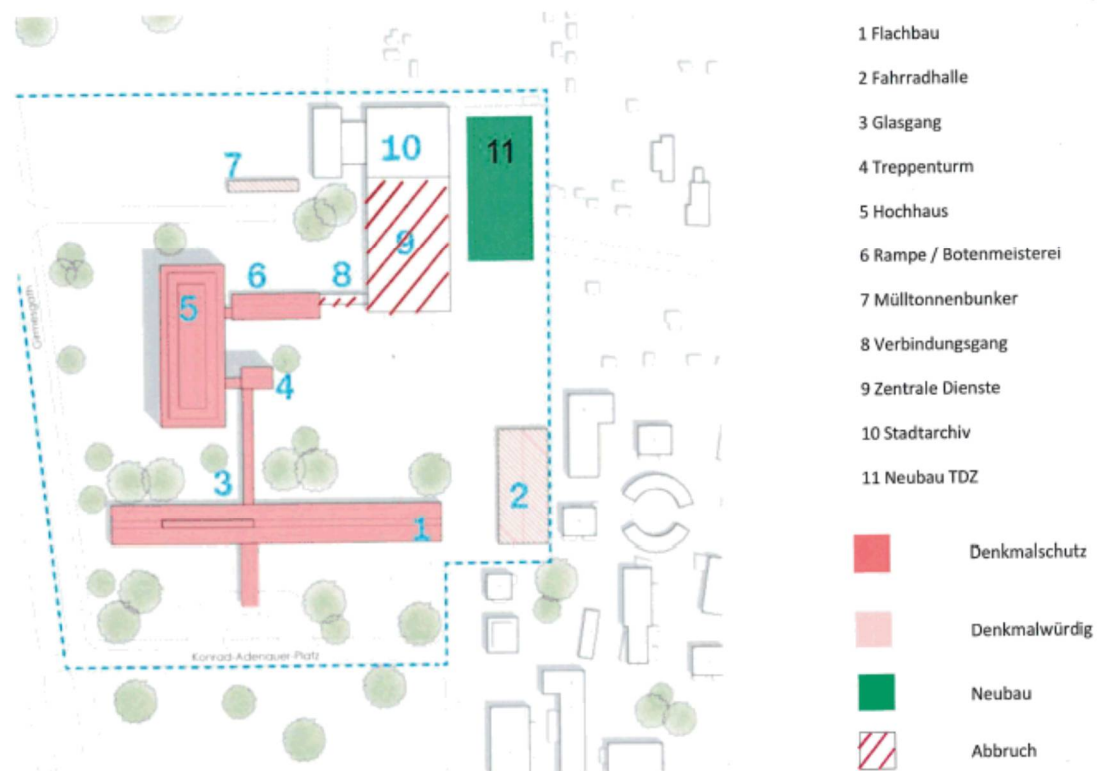 1 Flachbau
2 Fahrradhalle
3 Glasgang
4 Treppenturm
5 Hochhaus
6 Rampe / Botenmeisterei
7 Mülltonnenbunker
8 Verbindungsgang
9 Zentrale Dienste
10 Stadtarchiv
11 Neubau TDZ
Denkmalschutz
Denkmalwürdig
Neubau
Abbruch
7
10
11
9
6
8
5
4
3
2
1
Girmesgath
Konrad-Adenauer-Platz